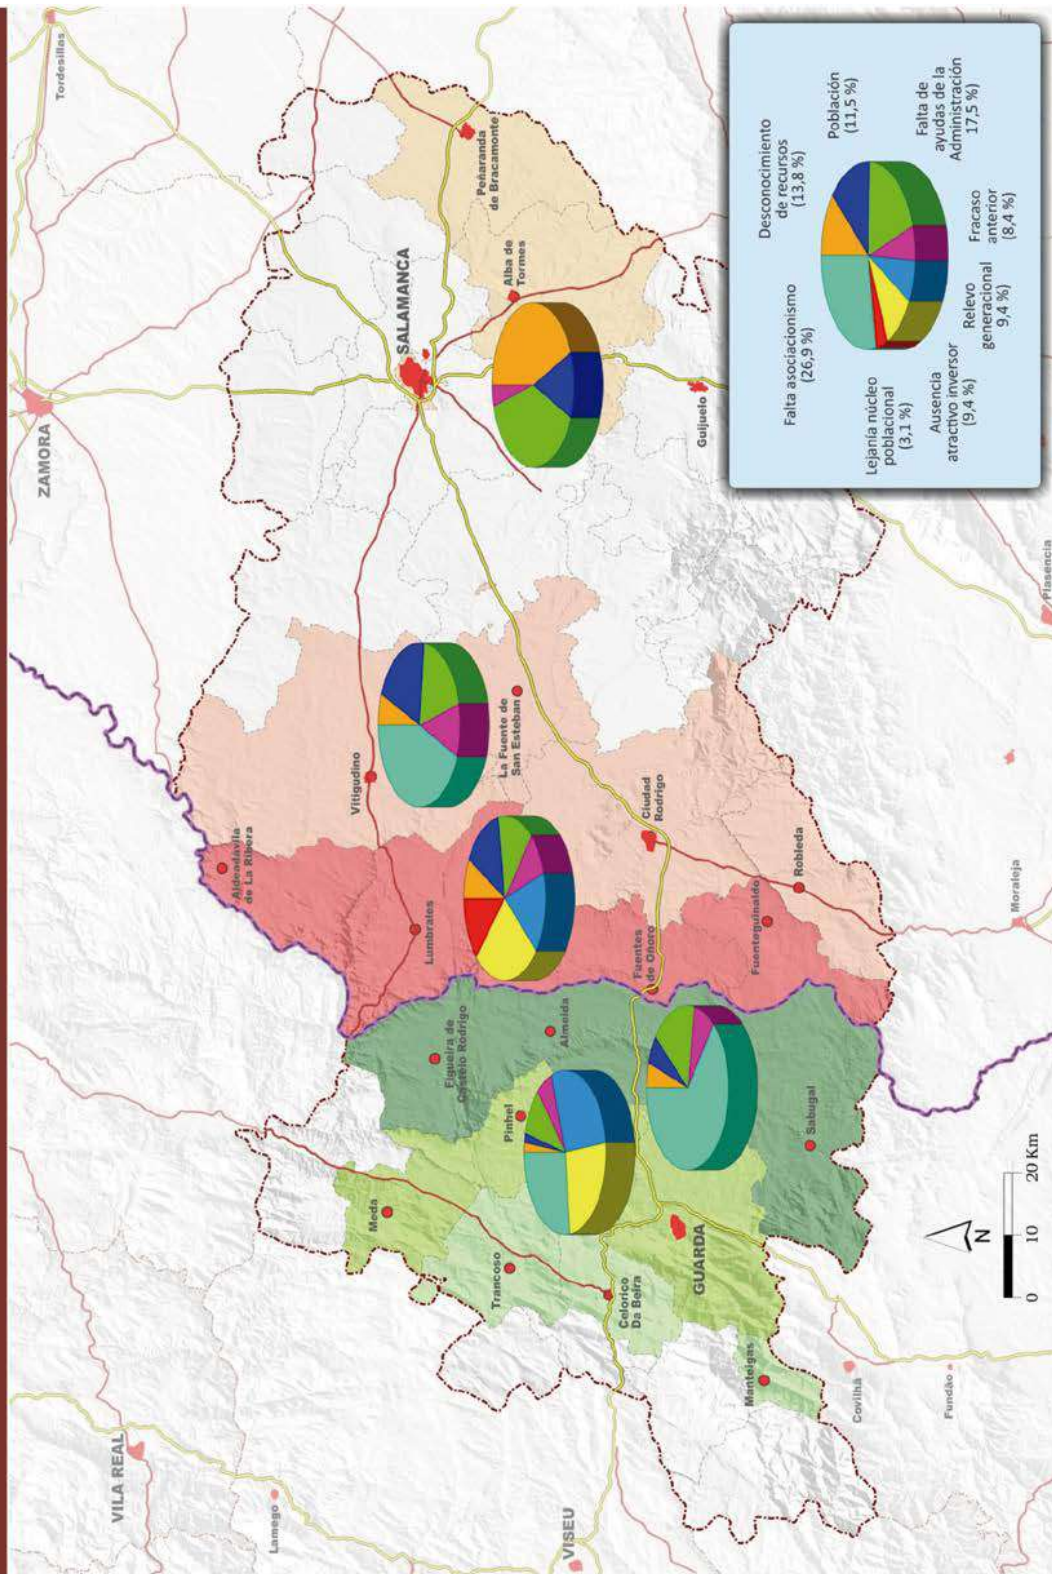 VILA REAL
Lamego
VISEU
ZAMORA
Tordesillas
Aldeadávila
de La Ribera
Vitigudino
Lumbrales
SALAMANCA
Peñaranda
de Bracamonte
Alba de
Tormes
Meda
Figueira de
Castelo Rodrigo
La Fuente de
San Esteban
Trancoso
Pinhel
Almeida
Celorico
Da Beira
Fuentes
de Oñoro
Ciudad
Rodrigo
Guijuelo
GUARDA
Manteigas
Fuenteguinaldo
Sabugal
Robleda
Covilhã
Fundão
Moraleja
Plasencia
N
0
10
20 Km
Falta asociacionismo
(26,9 %)
Desconocimiento
de recursos
(13,8 %)
Población
(11,5 %)
Lejanía núcleo
poblacional
(3,1 %)
Ausencia
atractivo inversor
(9,4 %)
Relevo
generacional
9,4 %)
Fracaso
anterior
(8,4 %)
Falta de
ayudas de la
Administración
17,5 %)